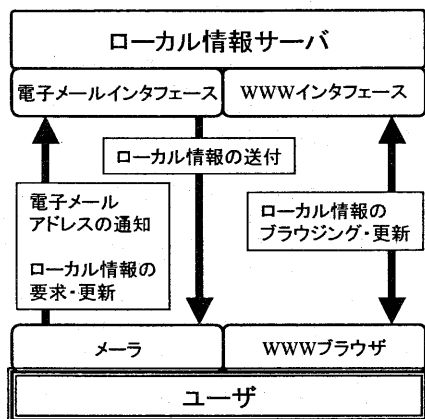 ローカル情報サーバ
電子メールインタフェース
WWWインタフェース
ローカル情報の送付
電子メール
アドレスの通知
ローカル情報の
要求・更新
ローカル情報の
ブラウジング・更新
メーラ
WWWブラウザ
ユーザ